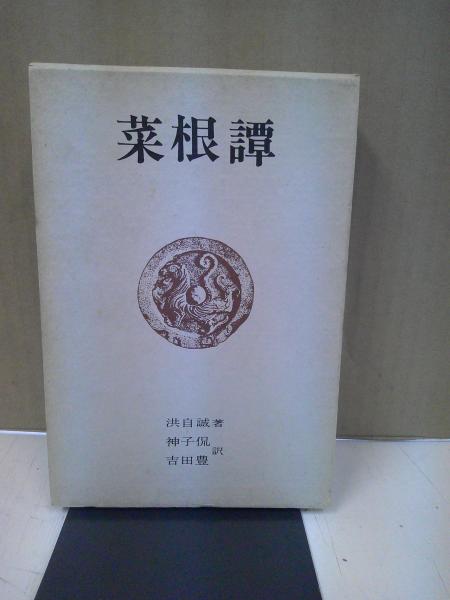 菜根譚
洪自誠著
神子侃
吉田豊
訳